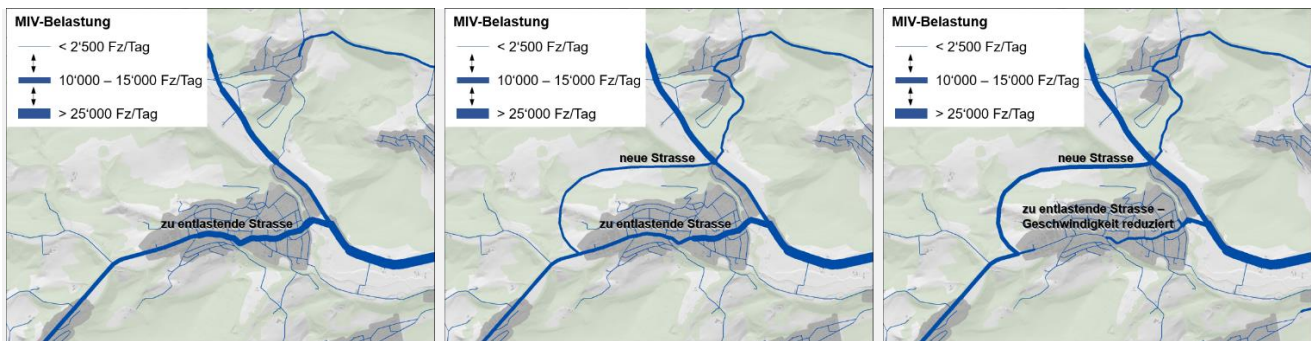 MIV-Belastung
< 2'500 Fz/Tag
10'000 – 15'000 Fz/Tag
> 25'000 Fz/Tag
zu entlastende Strasse
MIV-Belastung
< 2'500 Fz/Tag
10'000 – 15'000 Fz/Tag
> 25'000 Fz/Tag
neue Strasse
zu entlastende Strasse
MIV-Belastung
< 2'500 Fz/Tag
10'000 – 15'000 Fz/Tag
> 25'000 Fz/Tag
neue Strasse
zu entlastende Strasse –
Geschwindigkeit reduziert